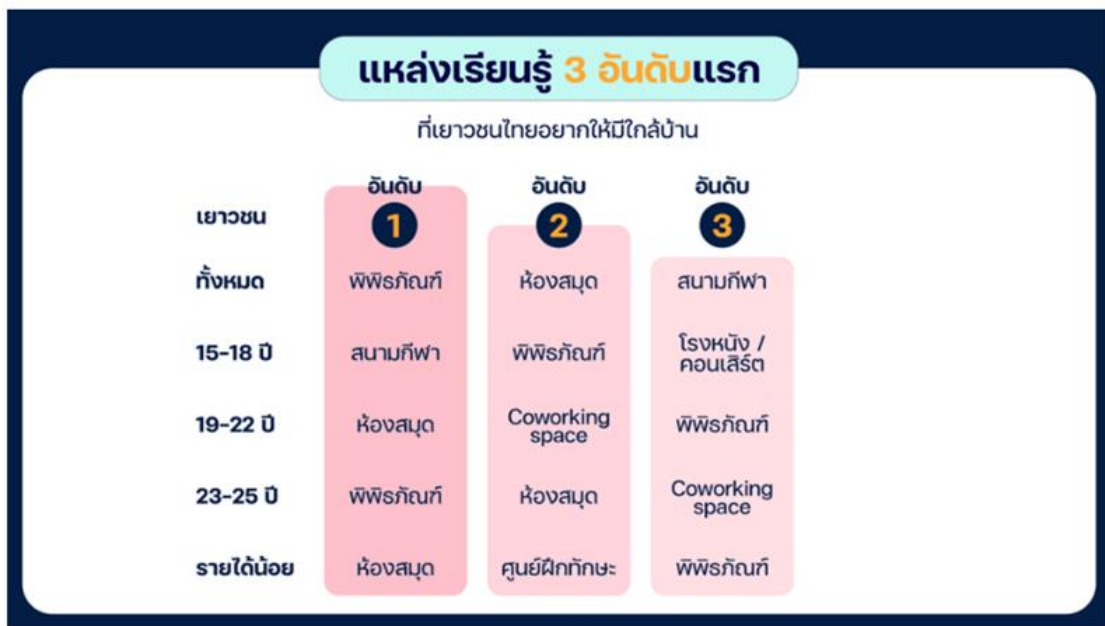 แหล่งเรียนรู้ 3 อันดับแรก
ที่เยาวชนไทยอยากให้มีใกล้บ้าน
เยาวชน
อันดับ 1
อันดับ 2
อันดับ 3
ทั้งหมด พิพิธภัณฑ์ ห้องสมุด สนามกีฬา
15-18 ปี สนามกีฬา พิพิธภัณฑ์ โรงหนัง /
คอนเสิร์ต
19-22 ปี ห้องสมุด Coworking
space พิพิธภัณฑ์
23-25 ปี พิพิธภัณฑ์ ห้องสมุด Coworking
space
รายได้น้อย ห้องสมุด ศูนย์ฝึกทักษะ พิพิธภัณฑ์